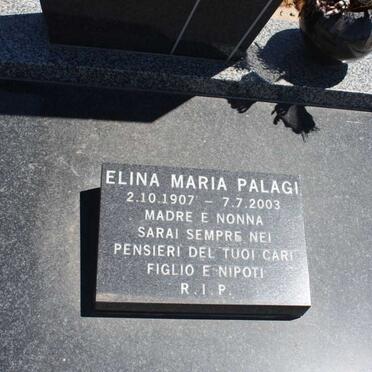 ELINA MARIA PALAGI
2.10.1907 - 7.7.2003
MADRE E NONNA
SARAI SEMPRE NEI
PENSIERI DEL TUOI CARI
FIGLIO E NIPOTI
R.I.P.